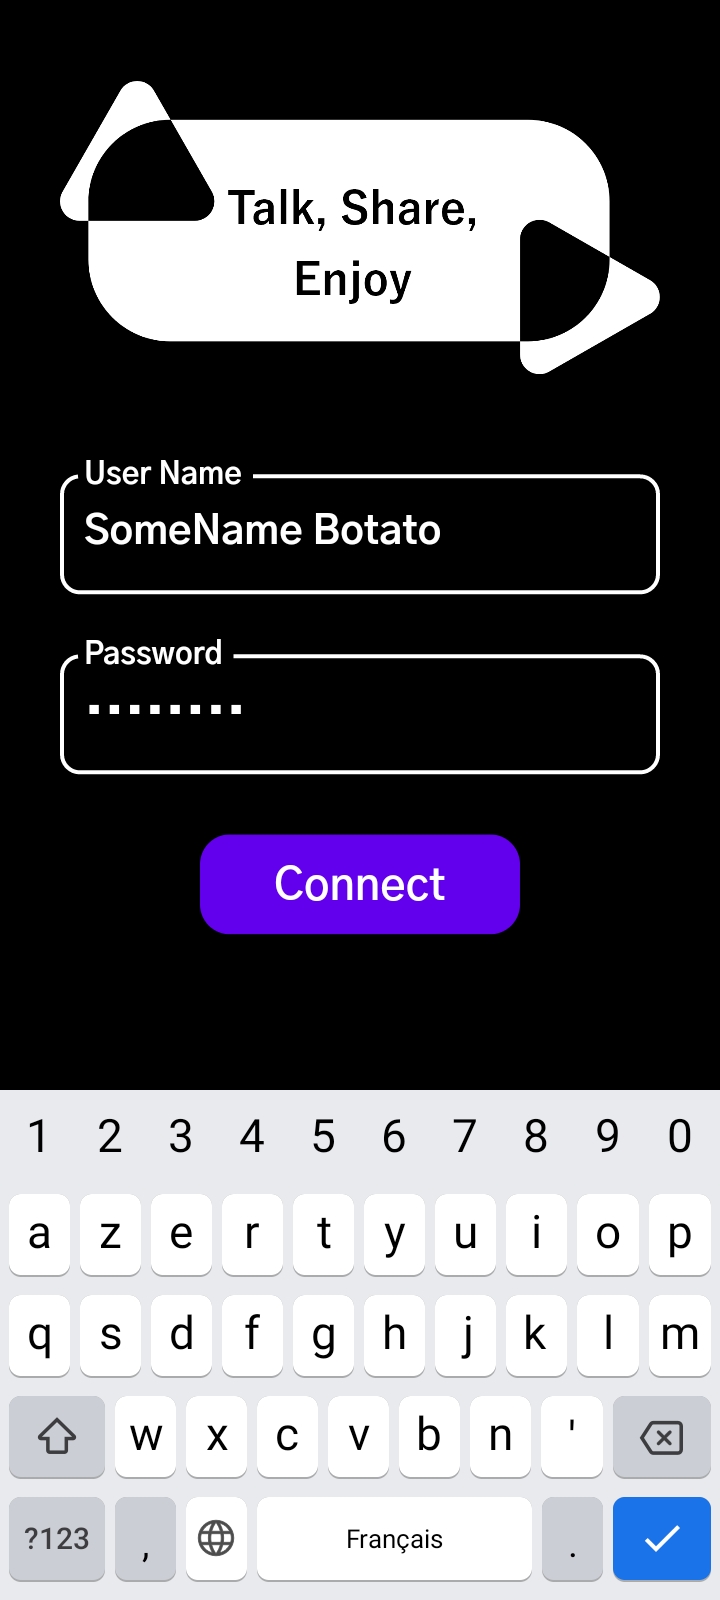 Talk, Share,
Enjoy
User Name
SomeName Botato
Password
Connect
1 2 3 4 5 6 7 8 9 0
a z e r t y u i o p
q s d f g h j k l m
w x c v b n '
?123 , Français .